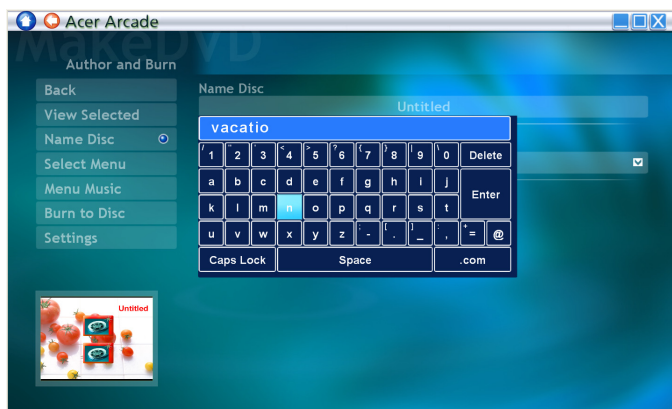 Acer Arcade
MakeDVD
Author and Burn
Back
View Selected
Name Disc
Select Menu
Menu Music
Burn to Disc
Settings
Untitled
Name Disc
Untitled
vacatio
/ 1 " 2 ' 3 < 4 > 5 ? 6 { 7 } 8 | 9 \ 0 Delete
a b c d e f g h i j Enter
k l m n o p q r s t
u v w x y z ; - [ . ] _ : , + = @
Caps Lock Space .com